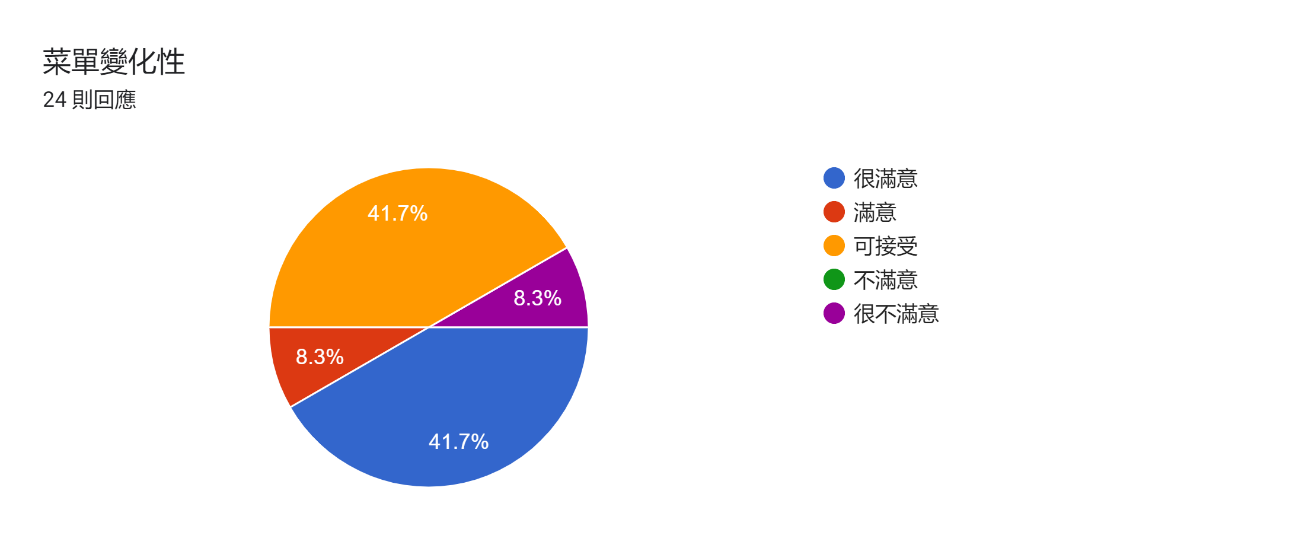 菜單變化性
24 則回應
41.7%
8.3%
8.3%
41.7%
很滿意
滿意
可接受
不滿意
很不滿意